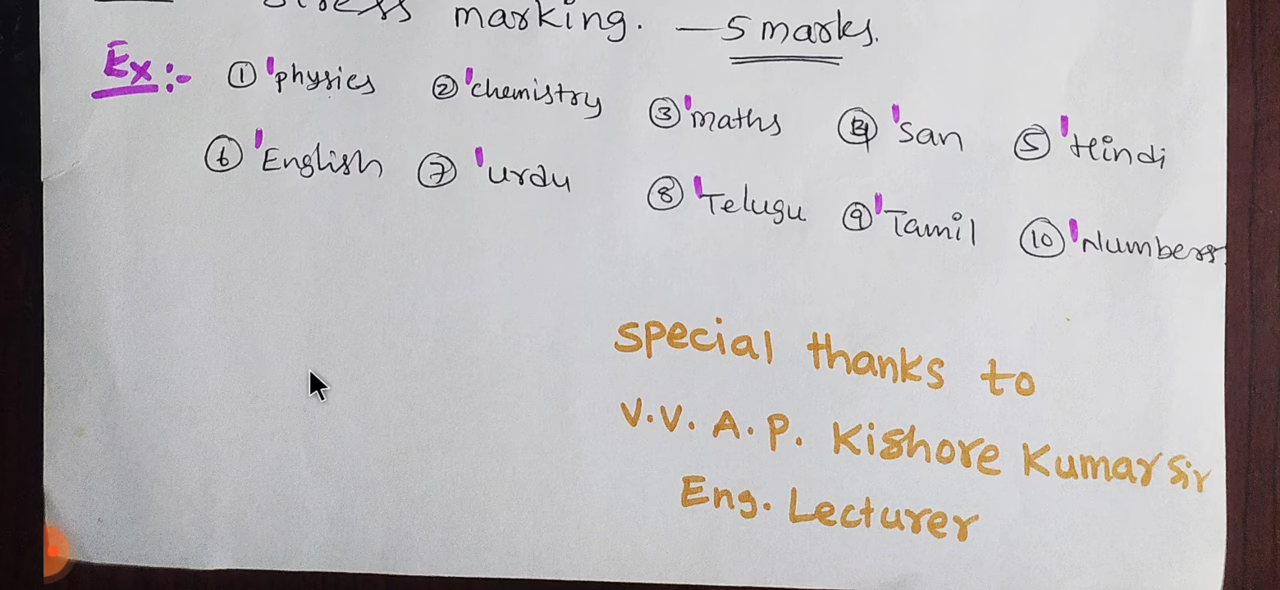 stress marking. — 5 marks.
Ex:- ① 'physics ② 'chemistry ③ 'maths ④ 'san ⑤ 'Hindi
⑥ 'English ⑦ 'urdu ⑧ 'Telugu ⑨ 'Tamil ⑩ 'Numbers
special thanks to
V.V. A.P. Kishore Kumar Sir
Eng. Lecturer